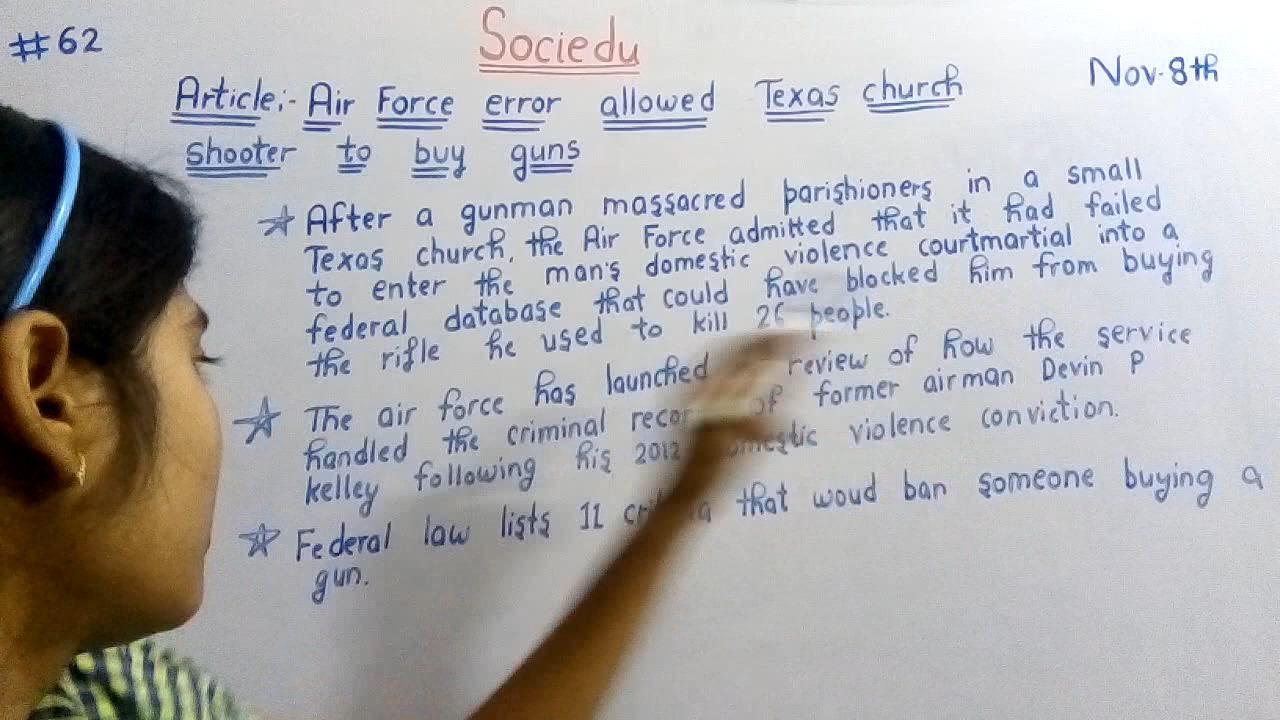 #62
Sociedu
Nov. 8th
Article:- Air Force error allowed Texas church
shooter to buy guns
After a gunman massacred parishioners in a small
Texas church, the Air Force admitted that it had failed
to enter the man's domestic violence courtmartial into a
federal database that could have blocked him from buying
the rifle he used to kill 26 people.
The air force has launched review of how the service
handled the criminal of former airman Devin P
Kelley following his 2012 violence conviction.
Federal law lists 11 that woud ban someone buying a
gun.